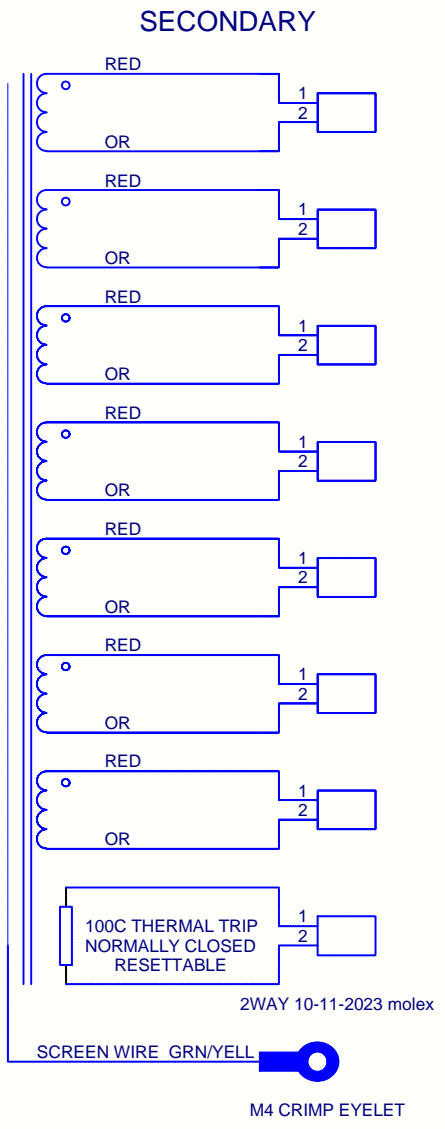 SECONDARY
RED
1
2
OR
RED
1
2
OR
RED
1
2
OR
RED
1
2
OR
RED
1
2
OR
RED
1
2
OR
RED
1
2
OR
1
100C THERMAL TRIP
2
NORMALLY CLOSED
RESETTABLE
2WAY 10-11-2023 molex
SCREEN WIRE GRN/YELL
M4 CRIMP EYELET